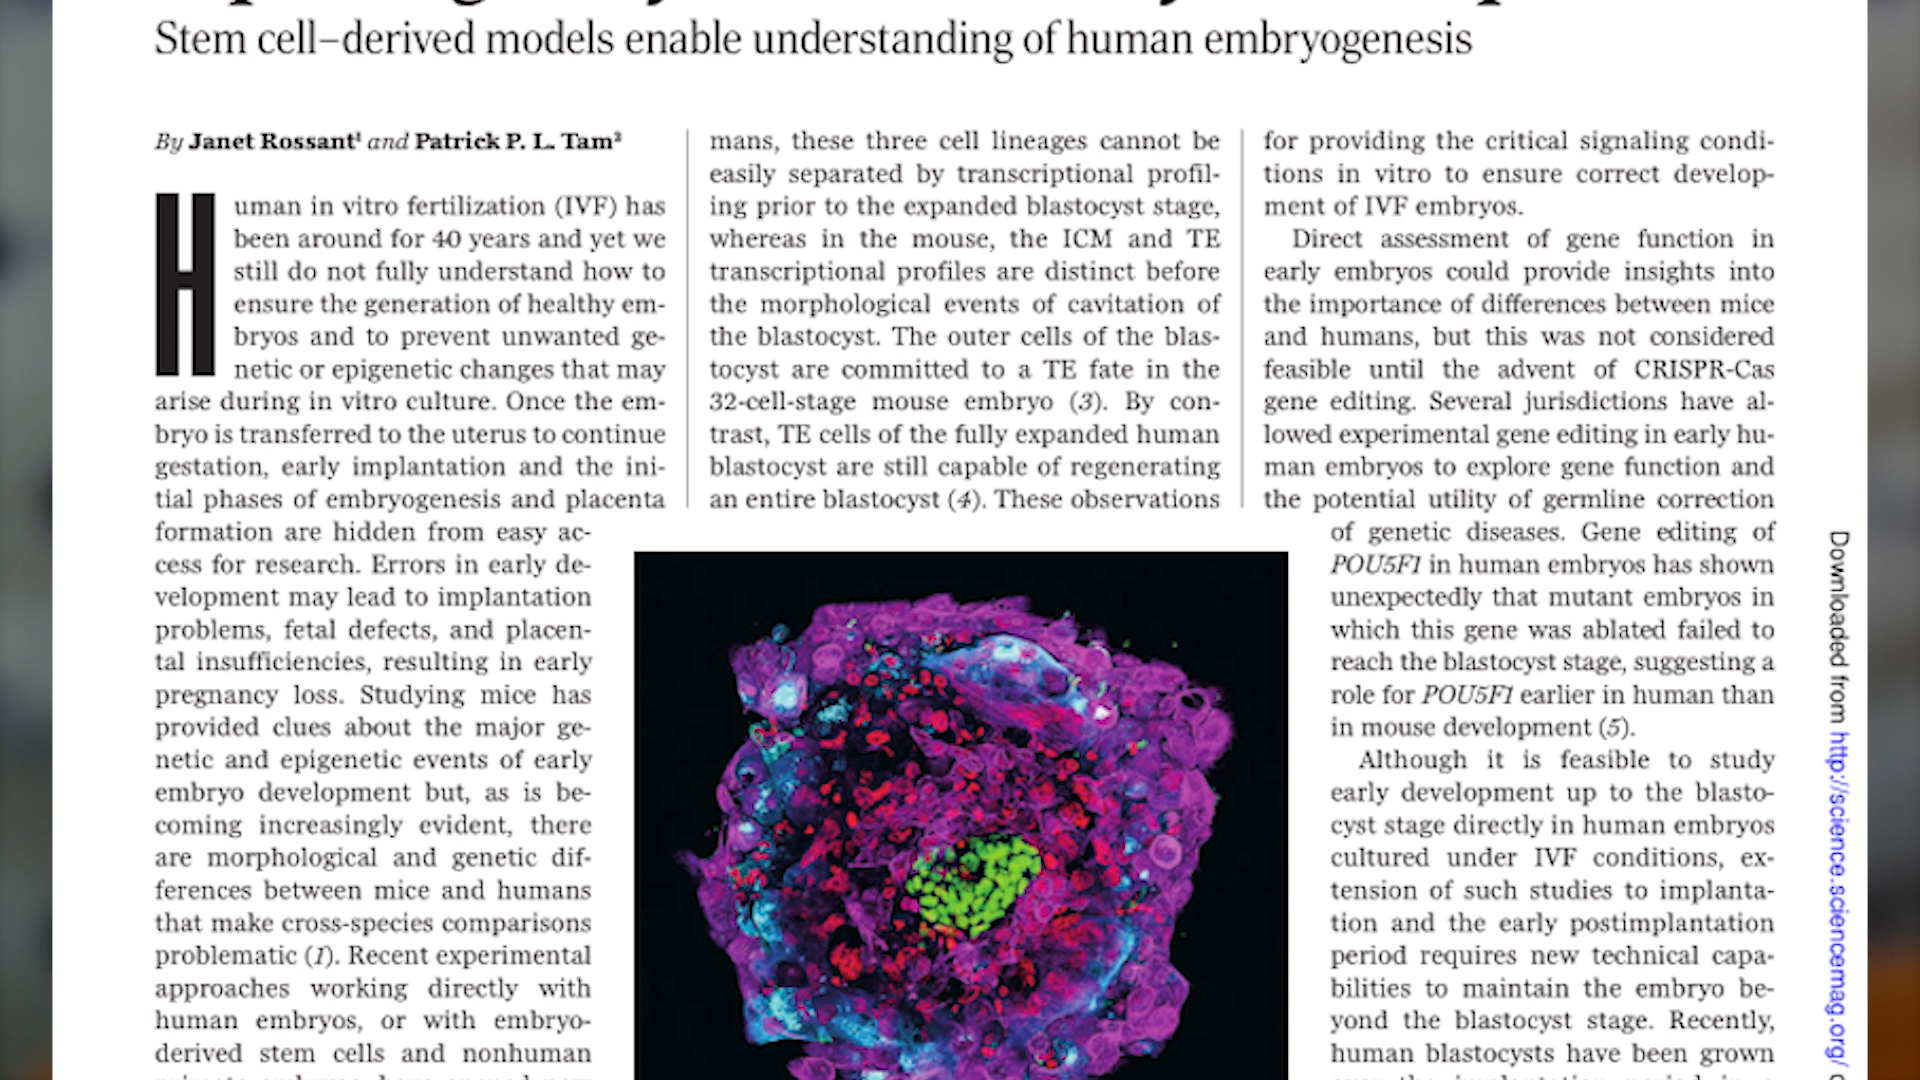 Stem cell–derived models enable understanding of human embryogenesis
By Janet Rossant¹ and Patrick P. L. Tam²
Human in vitro fertilization (IVF) has
been around for 40 years and yet we
still do not fully understand how to
ensure the generation of healthy em-
bryos and to prevent unwanted ge-
netic or epigenetic changes that may
arise during in vitro culture. Once the em-
bryo is transferred to the uterus to continue
gestation, early implantation and the ini-
tial phases of embryogenesis and placenta
formation are hidden from easy ac-
cess for research. Errors in early de-
velopment may lead to implantation
problems, fetal defects, and placen-
tal insufficiencies, resulting in early
pregnancy loss. Studying mice has
provided clues about the major ge-
netic and epigenetic events of early
embryo development but, as is be-
coming increasingly evident, there
are morphological and genetic dif-
ferences between mice and humans
that make cross-species comparisons
problematic (1). Recent experimental
approaches working directly with
human embryos, or with embryo-
derived stem cells and nonhuman
mans, these three cell lineages cannot be
easily separated by transcriptional profil-
ing prior to the expanded blastocyst stage,
whereas in the mouse, the ICM and TE
transcriptional profiles are distinct before
the morphological events of cavitation of
the blastocyst. The outer cells of the blas-
tocyst are committed to a TE fate in the
32-cell-stage mouse embryo (3). By con-
trast, TE cells of the fully expanded human
blastocyst are still capable of regenerating
an entire blastocyst (4). These observations
for providing the critical signaling condi-
tions in vitro to ensure correct develop-
ment of IVF embryos.
Direct assessment of gene function in
early embryos could provide insights into
the importance of differences between mice
and humans, but this was not considered
feasible until the advent of CRISPR-Cas
gene editing. Several jurisdictions have al-
lowed experimental gene editing in early hu-
man embryos to explore gene function and
the potential utility of germline correction
of genetic diseases. Gene editing of
POU5F1 in human embryos has shown
unexpectedly that mutant embryos in
which this gene was ablated failed to
reach the blastocyst stage, suggesting a
role for POU5F1 earlier in human than
in mouse development (5).
Although it is feasible to study
early development up to the blasto-
cyst stage directly in human embryos
cultured under IVF conditions, ex-
tension of such studies to implanta-
tion and the early postimplantation
period requires new technical capa-
bilities to maintain the embryo be-
yond the blastocyst stage. Recently,
human blastocysts have been grown
Downloaded from http://science.sciencemag.org/